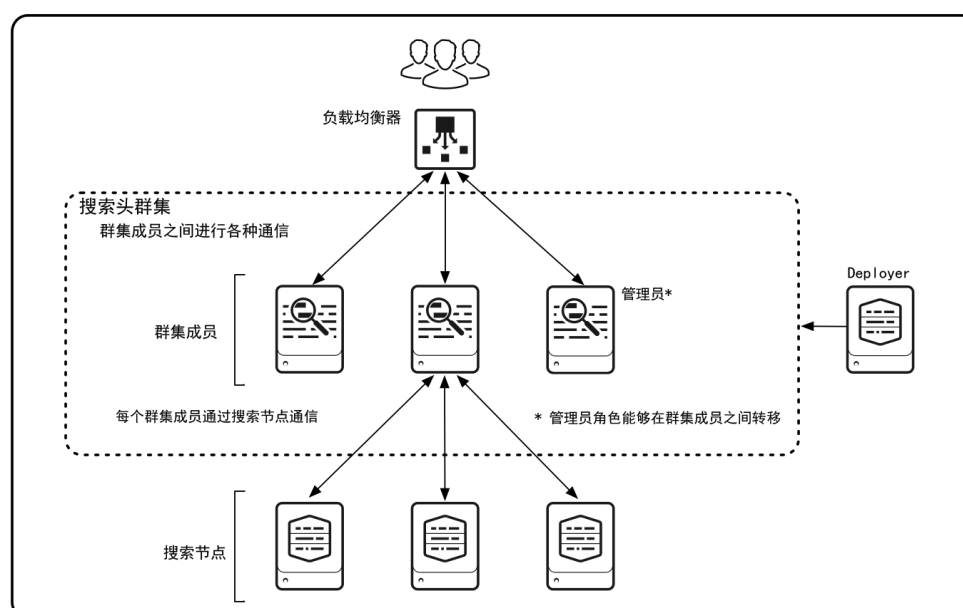 负载均衡器
搜索头群集
群集成员之间进行各种通信
Deployer
管理员*
群集成员
每个群集成员通过搜索节点通信
* 管理员角色能够在群集成员之间转移
搜索节点